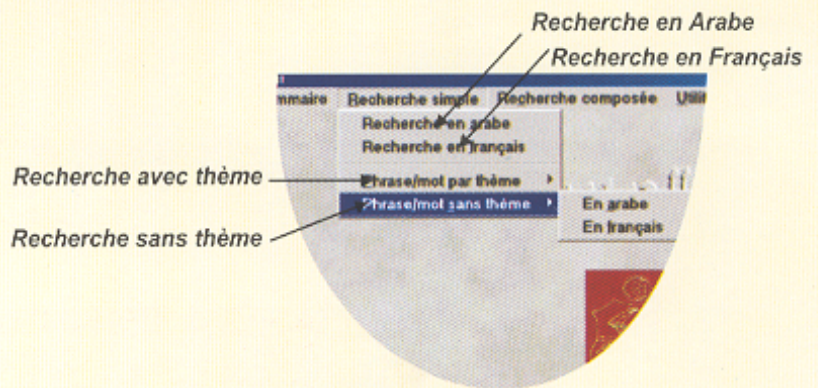 Recherche en Arabe
Recherche en Français
Recherche simple Recherche composée
Recherche en arabe
Recherche en français
Recherche avec thème
Phrase/mot par thème
Phrase/mot sans thème
En arabe
En français
Recherche sans thème